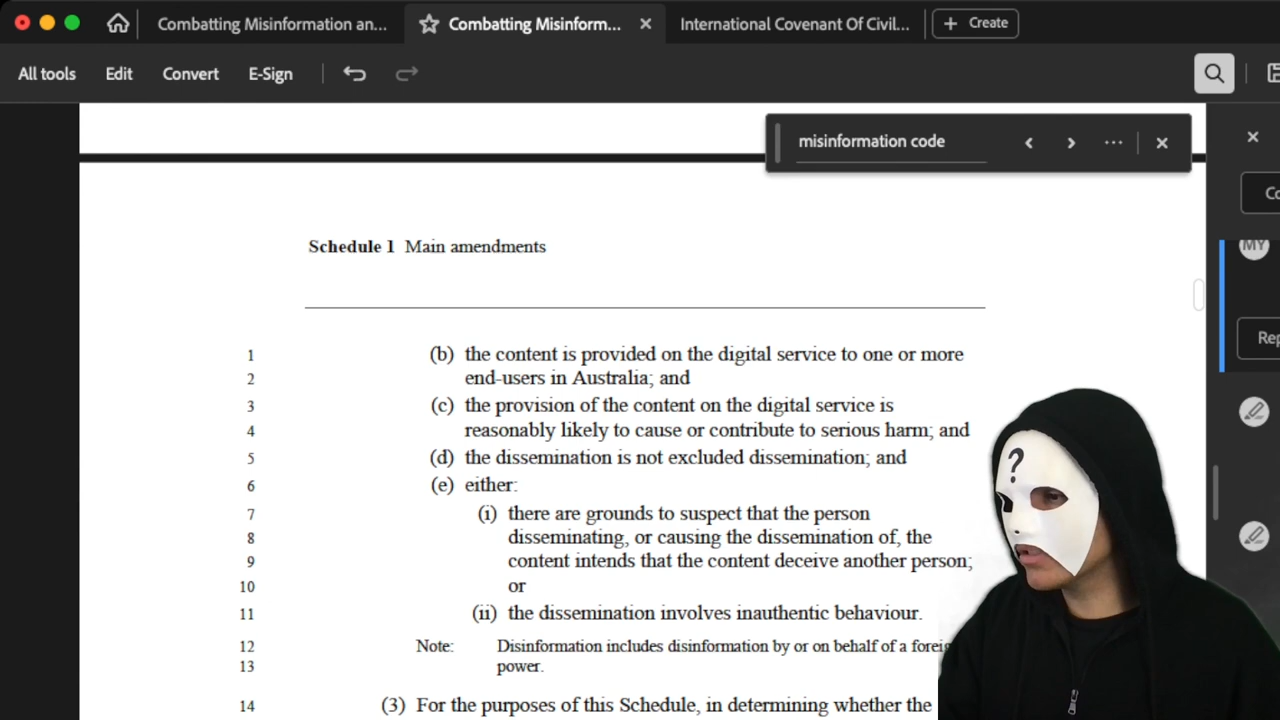 Combatting Misinformation an...
Combatting Misinform...
International Covenant Of Civil...
Create
All tools
Edit
Convert
E-Sign
misinformation code
Schedule 1 Main amendments
MY
1 (b) the content is provided on the digital service to one or more
2 end-users in Australia; and
3 (c) the provision of the content on the digital service is
4 reasonably likely to cause or contribute to serious harm; and
5 (d) the dissemination is not excluded dissemination; and
6 (e) either:
7 (i) there are grounds to suspect that the person
8 disseminating, or causing the dissemination of, the
9 content intends that the content deceive another person;
10 or
11 (ii) the dissemination involves inauthentic behaviour.
12 Note: Disinformation includes disinformation by or on behalf of a
13 power.
14 (3) For the purposes of this Schedule, in determining whether the
?